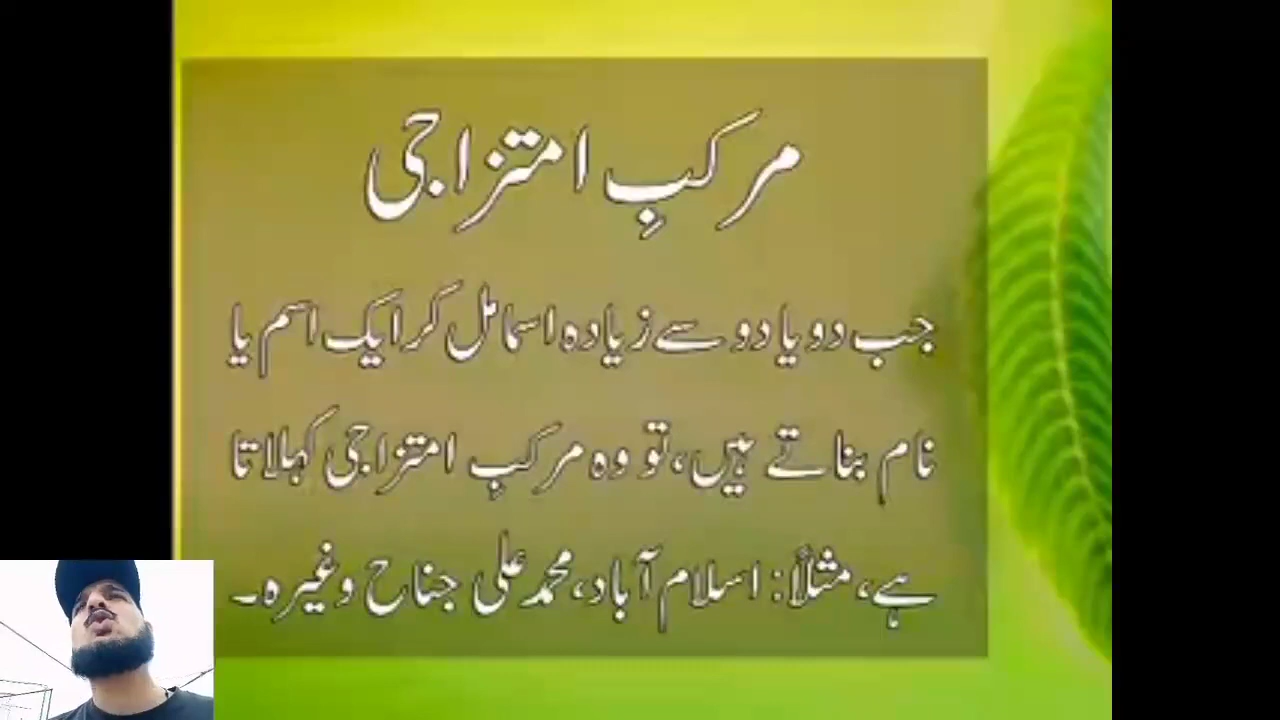 مرکبِ امتزاجی
جب دو یا دو سے زیادہ اسما مل کر ایک اسم یا
نام بناتے ہیں، تو وہ مرکبِ امتزاجی کہلاتا
ہے، مثلاً: اسلام آباد، محمد علی جناح وغیرہ۔